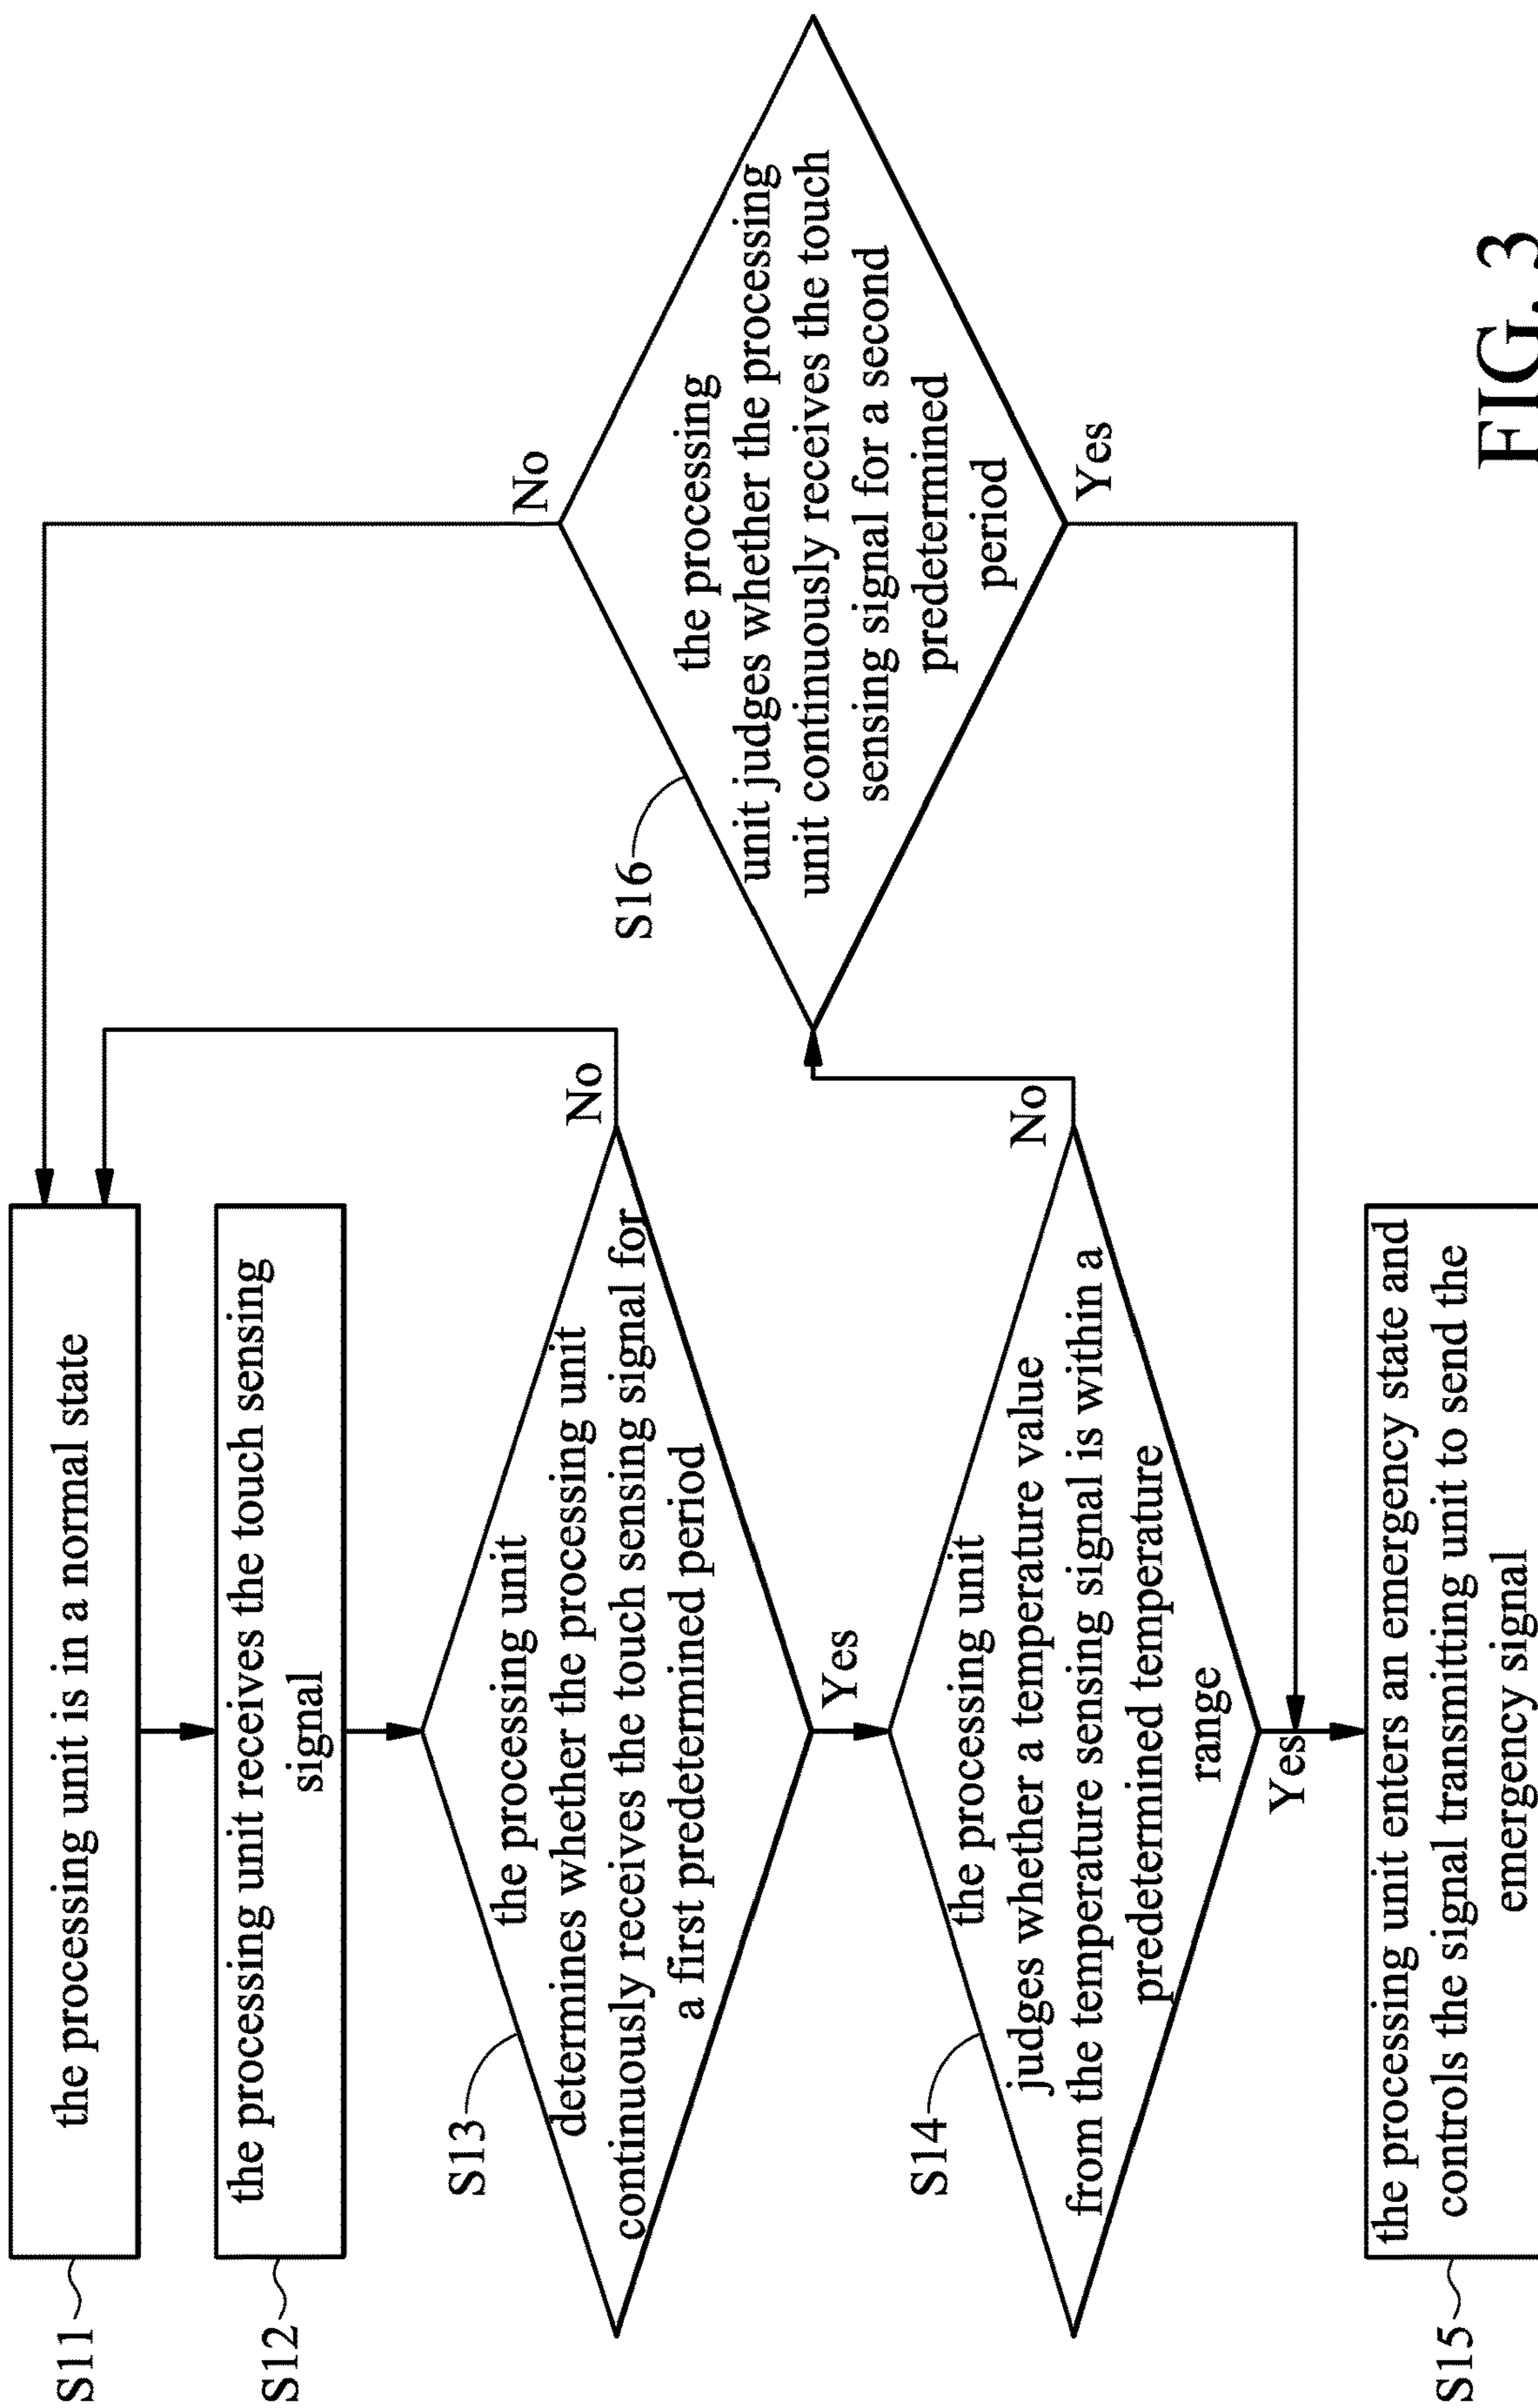 S11
the processing unit is in a normal state
S12
the processing unit receives the touch sensing
signal
S13
the processing unit
determines whether the processing unit
continuously receives the touch sensing signal for
a first predetermined period
No
Yes
S14
the processing unit
judges whether a temperature value
from the temperature sensing signal is within a
predetermined temperature
range
No
Yes
S16
the processing
unit judges whether the processing
unit continuously receives the touch
sensing signal for a second
predetermined
period
No
Yes
S15
the processing unit enters an emergency state and
controls the signal transmitting unit to send the
emergency signal
FIG. 3